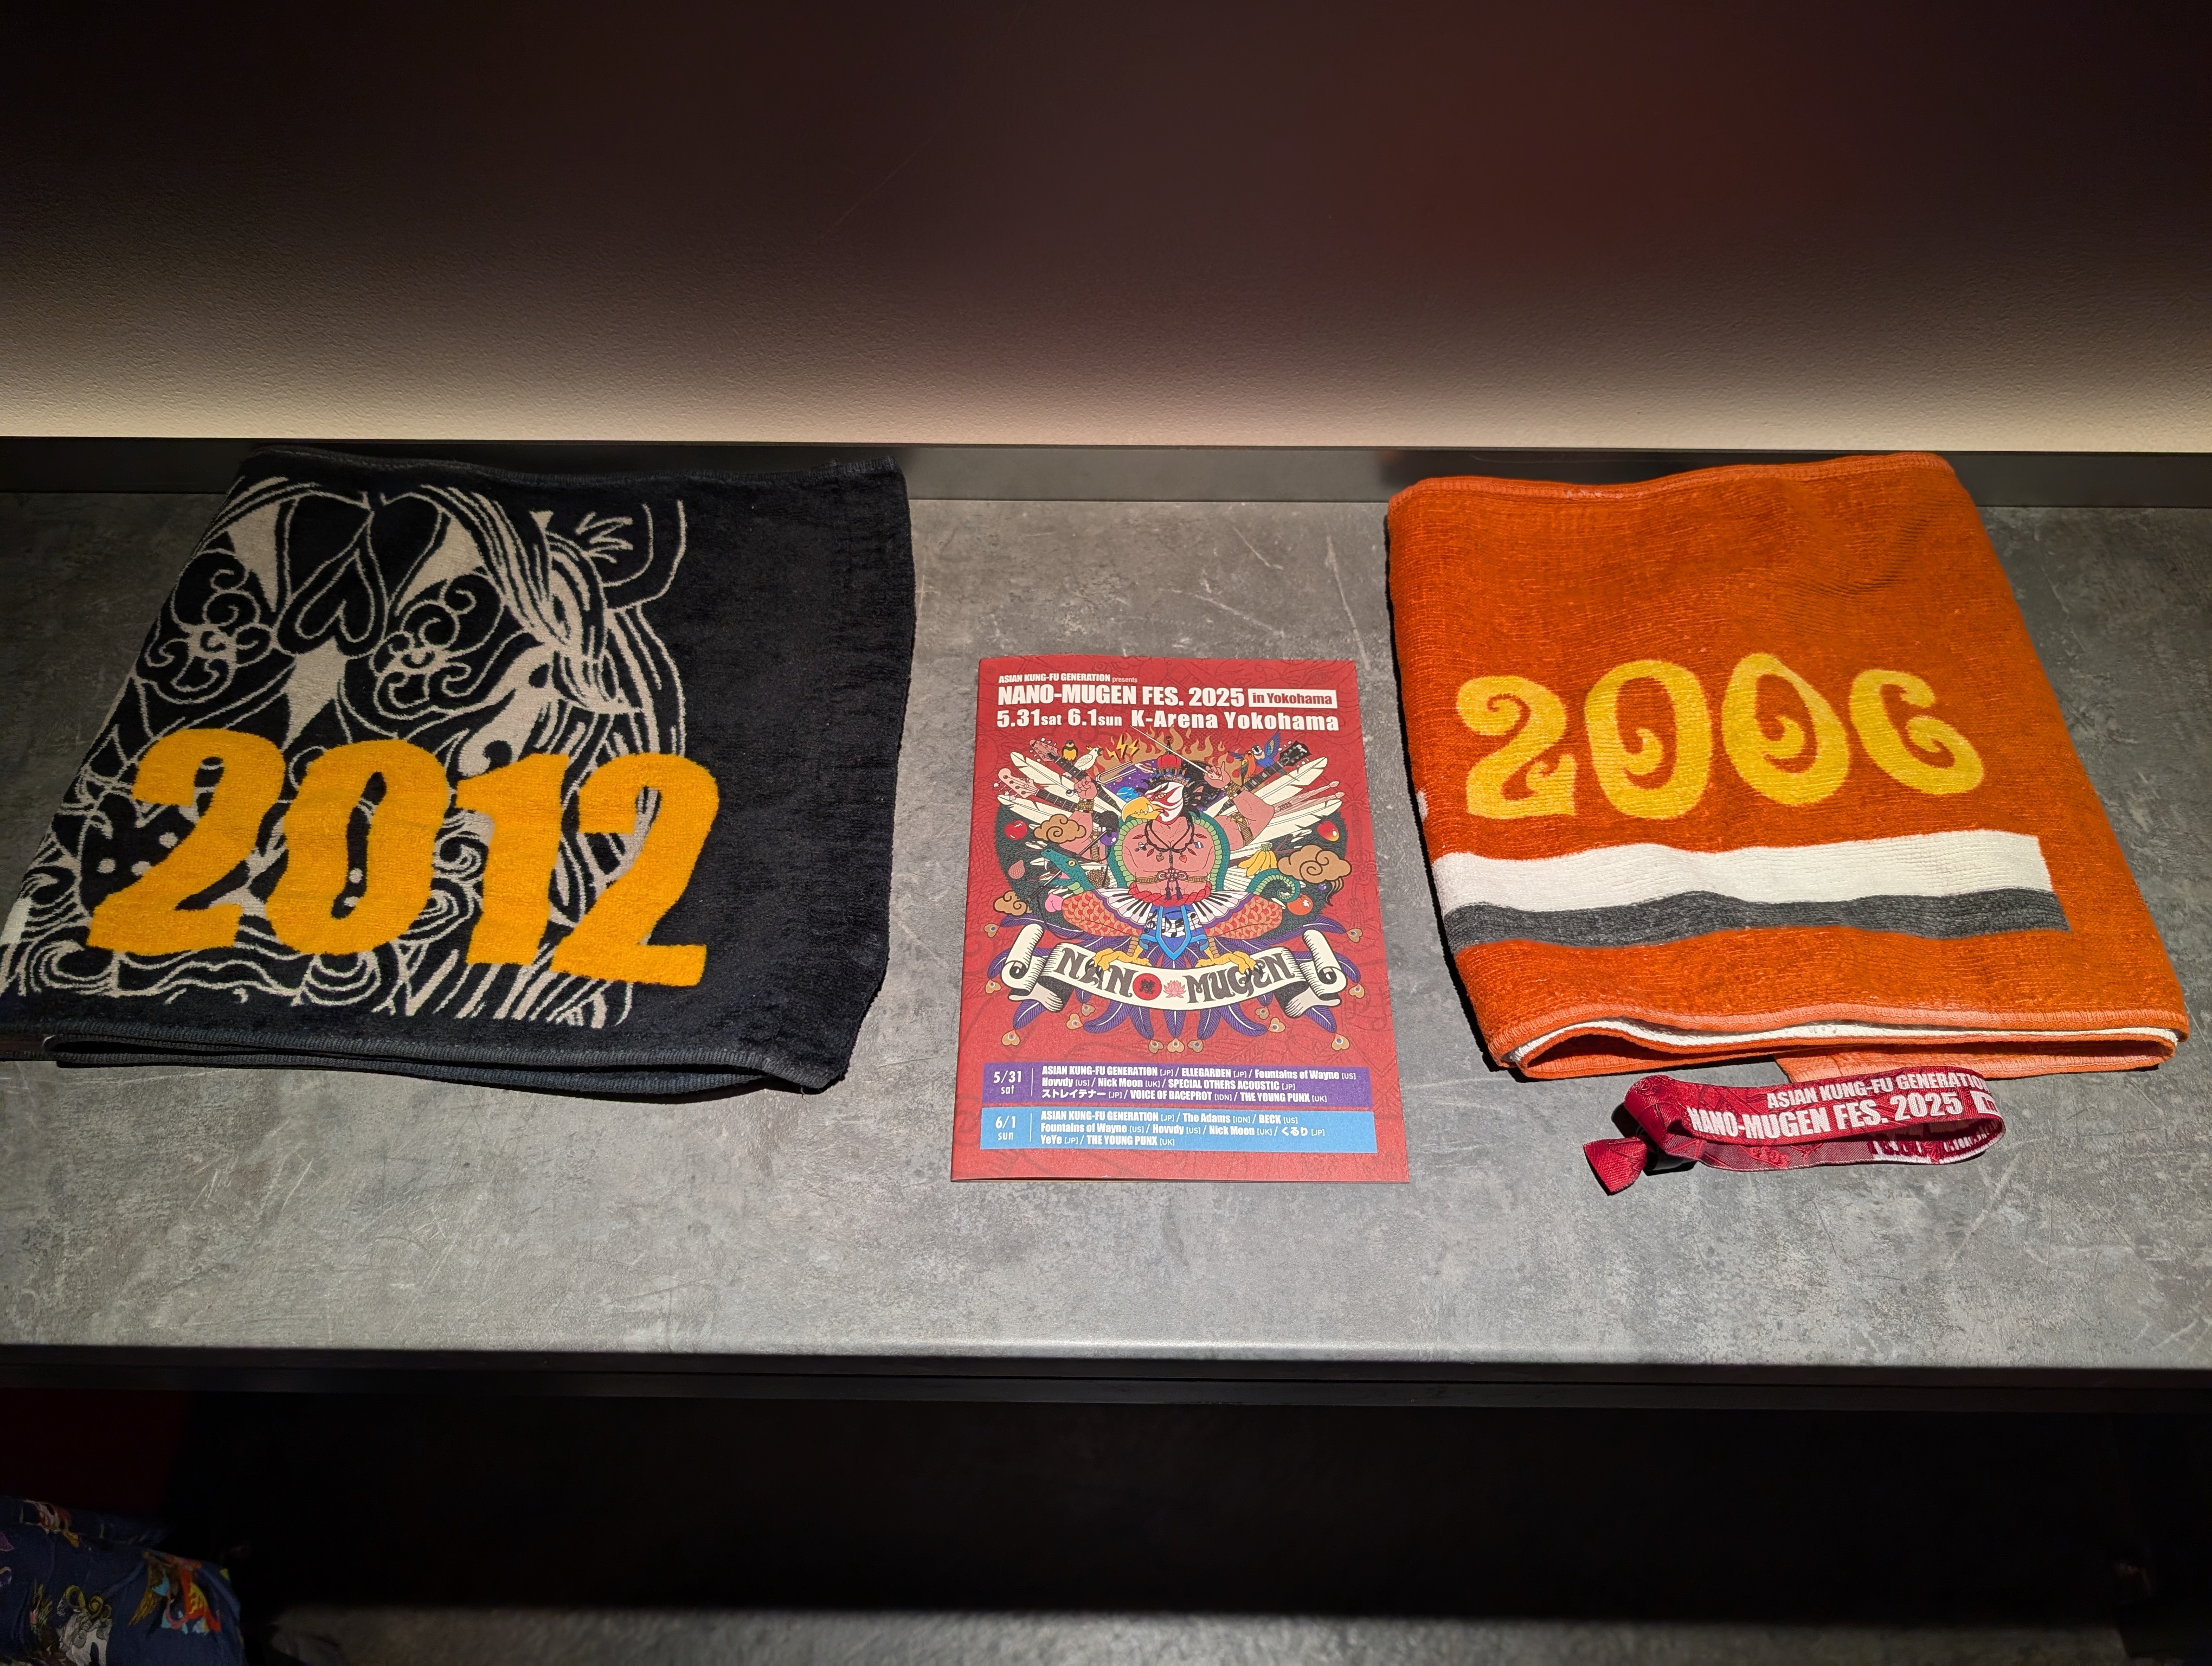 2012
ASIAN KUNG-FU GENERATION presents
NANO-MUGEN FES. 2025 in Yokohama
5.31sat 6.1sun K-Arena Yokohama
NANO MUGEN
5/31 sat
ASIAN KUNG-FU GENERATION [JP] / ELLEGARDEN [JP] / Fountains of Wayne [US]
Hovvdy [US] / Nick Moon [UK] / SPECIAL OTHERS ACOUSTIC [JP]
ストレイテナー [JP] / VOICE OF BACEPROT [IDN] / THE YOUNG PUNX [UK]
6/1 sun
ASIAN KUNG-FU GENERATION [JP] / The Adams [IDN] / BECK [US]
Fountains of Wayne [US] / Hovvdy [US] / Nick Moon [UK] / くるり [JP]
YeYe [JP] / THE YOUNG PUNX [UK]
2006
ASIAN KUNG-FU GENERATION
NANO-MUGEN FES. 2025